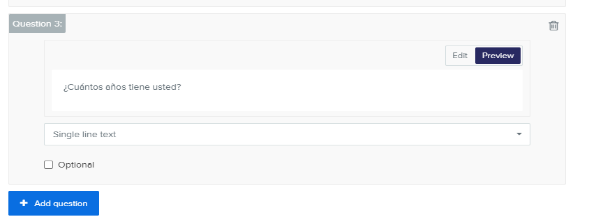 Question 3:
Edit Preview
¿Cuántos años tiene usted?
Single line text
Optional
+ Add question